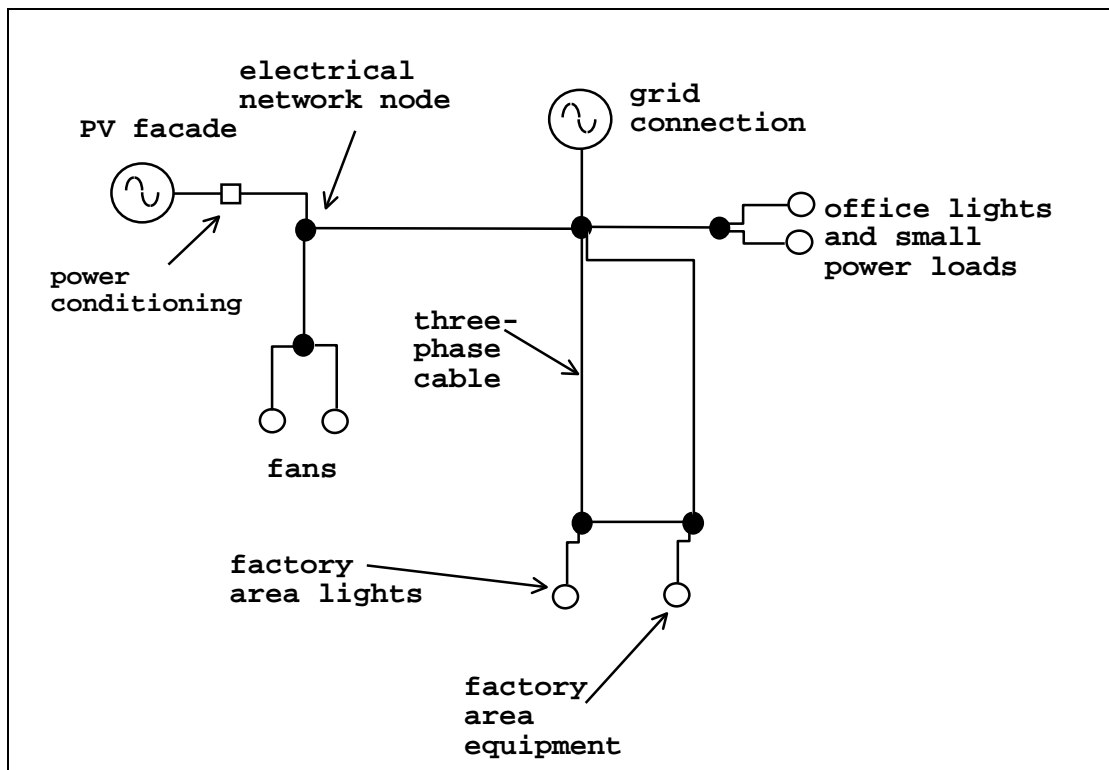 electrical
network node
PV facade
grid
connection
office lights
and small
power loads
power
conditioning
three-
phase
cable
fans
factory
area lights
factory
area
equipment